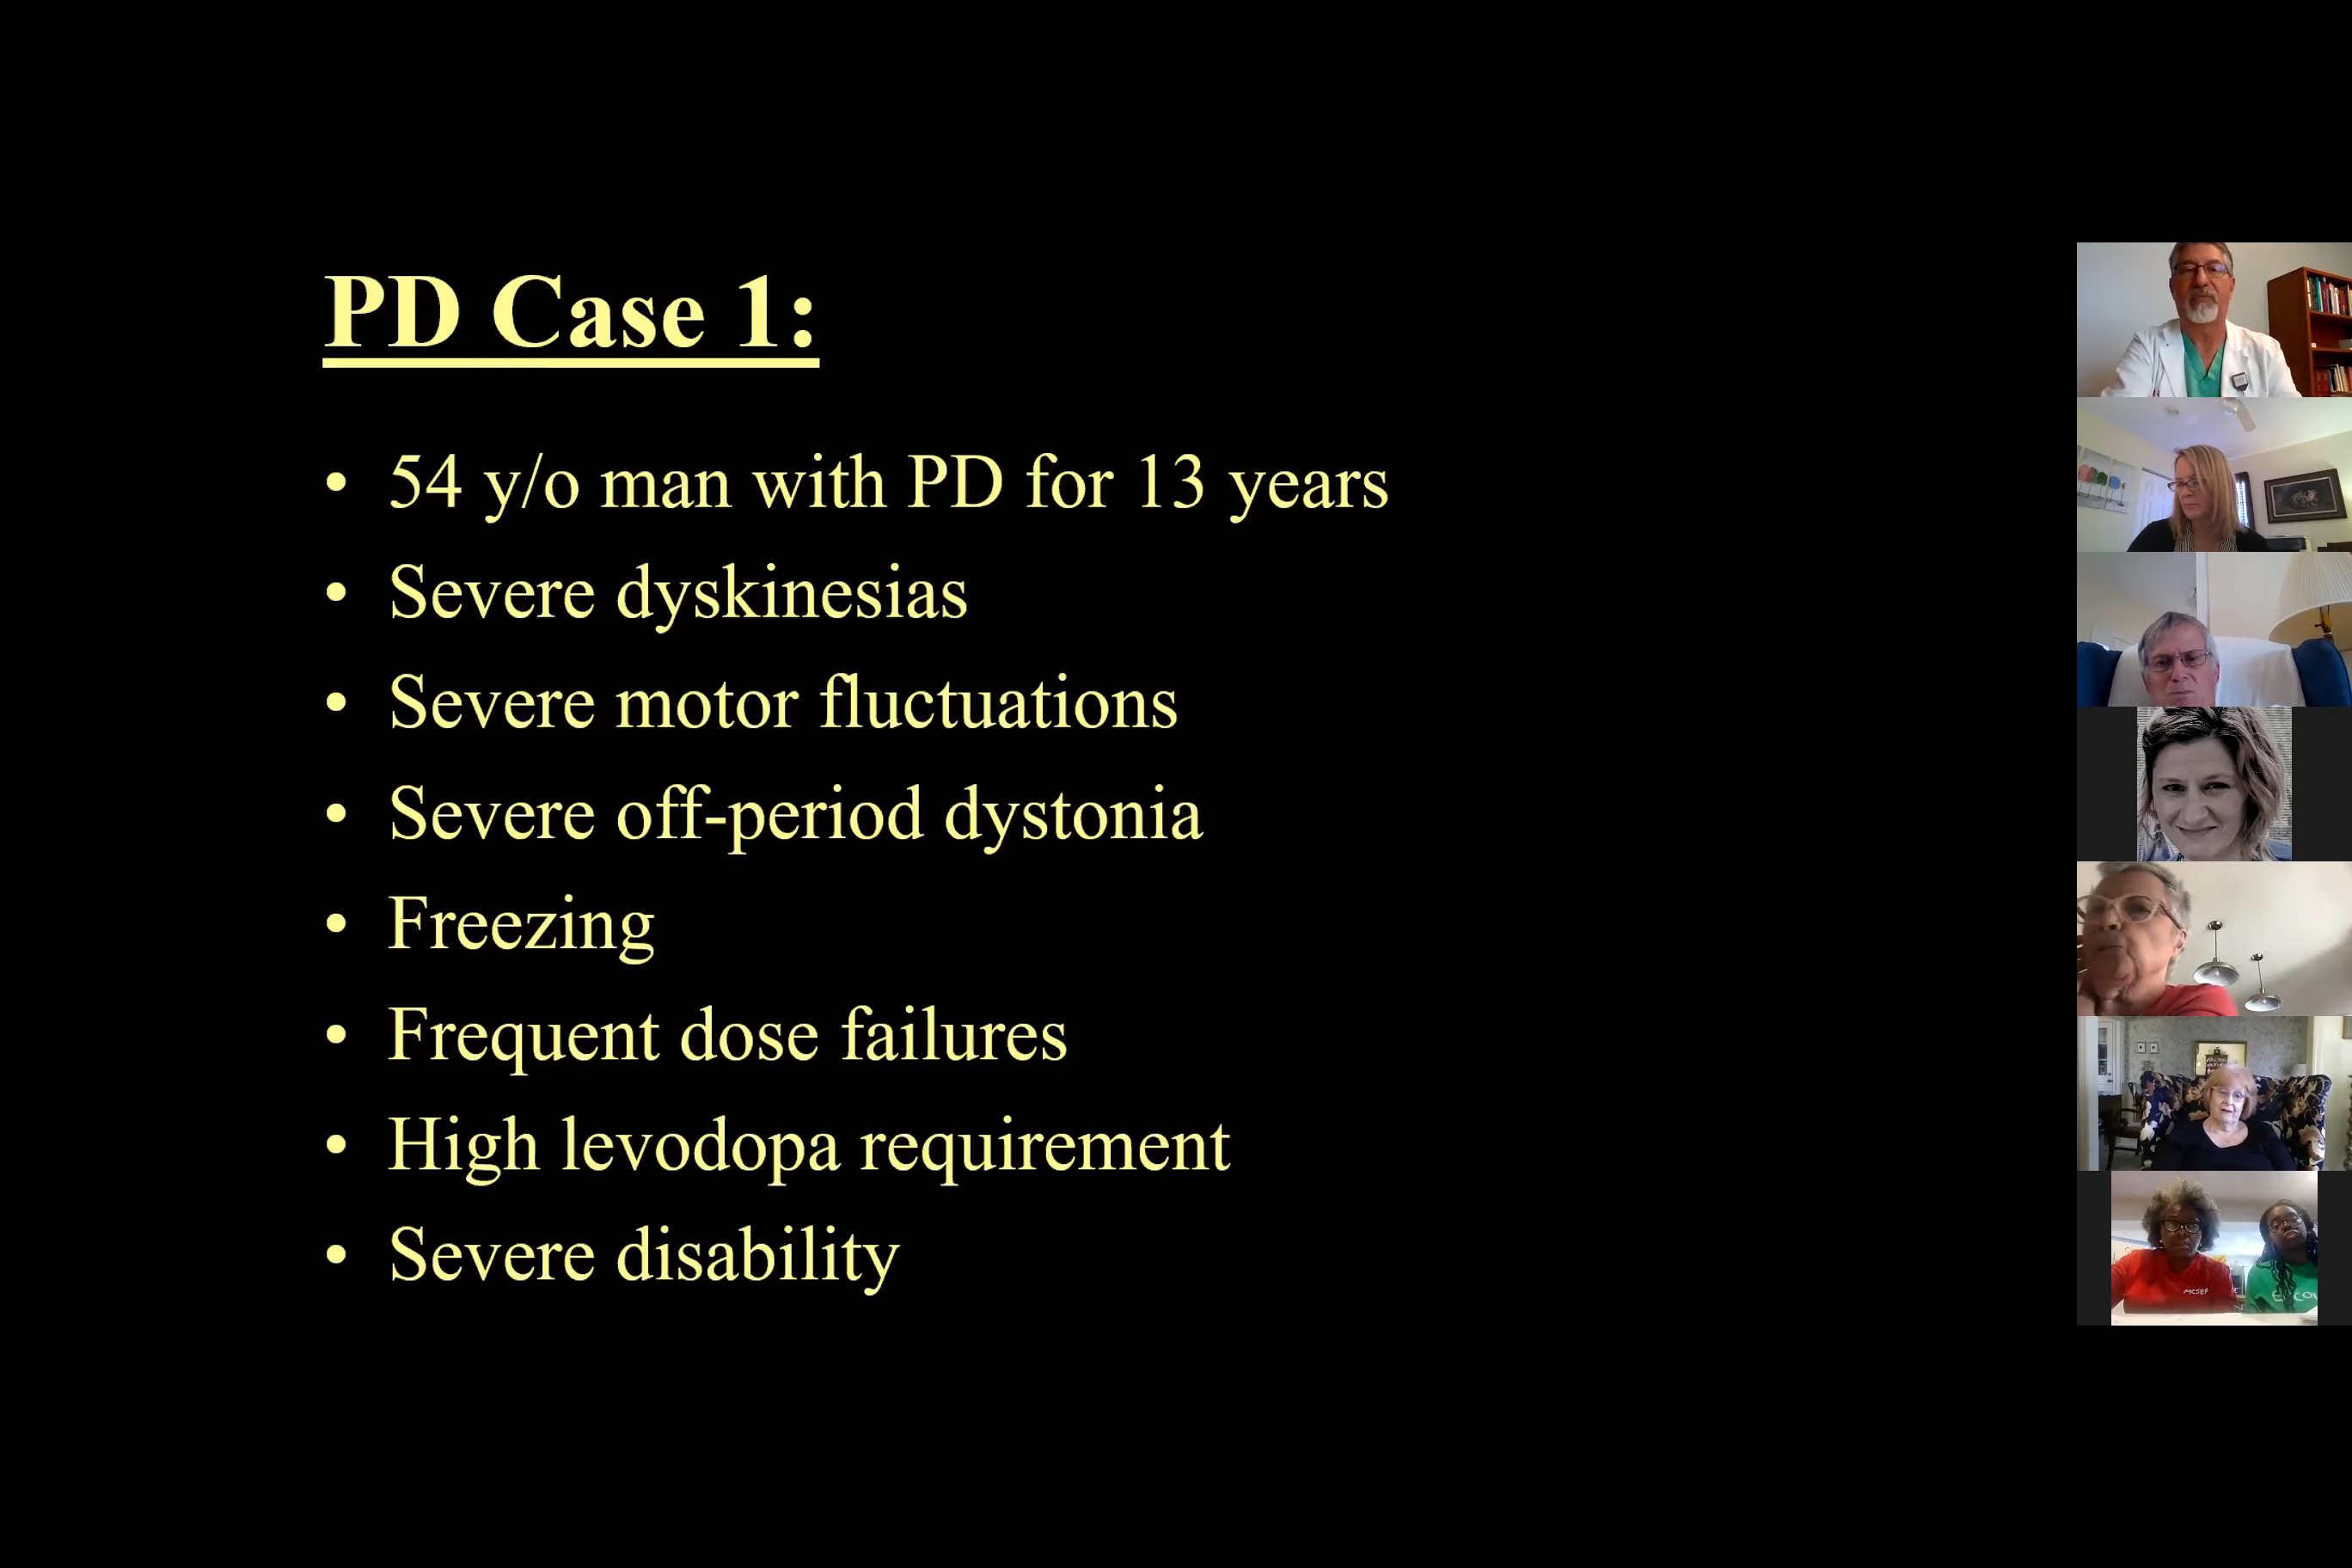 PD Case 1:
• 54 y/o man with PD for 13 years
• Severe dyskinesias
• Severe motor fluctuations
• Severe off-period dystonia
• Freezing
• Frequent dose failures
• High levodopa requirement
• Severe disability